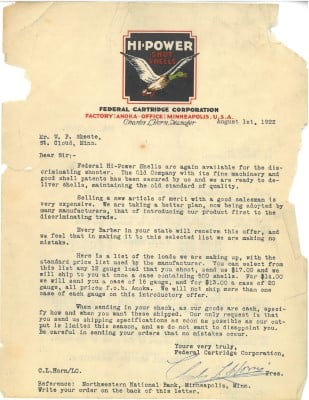 HI-POWER
SHOT
SHELLS
FEDERAL CARTRIDGE CORPORATION
FACTORY: ANOKA - OFFICE: MINNEAPOLIS, U.S.A.
Charles L. Horn, Manager
August 1st, 1922
Mr. W. P. Skeate,
St. Cloud, Minn.
Dear Sir:-
Federal Hi-Power Shells are again available for the dis-
criminating shooter. The Old Company with its fine machinery and
good shell patents has been secured by us and we are ready to de-
liver shells, maintaining the old standard of quality.
Selling a new article of merit with a good salesman is
very expensive. We are taking a better plan, now being adopted by
many manufacturers, that of introducing our product first to the
discriminating trade.
Every Barber in your state will receive this offer, and
we feel that in making it to this selected list we are making no
mistake.
Here is a list of the loads we are making up, with the
standard price list used by the manufacturer. You can select from
this list any 12 gauge load that you shoot, send us $17.00 and we
will ship to you at once a case containing 500 shells. For $16.00
we will send you a case of 16 gauge, and for $15.00 a case of 20
gauge, all prices f.o.b. Anoka. We will not ship more than one
case of each gauge on this introductory offer.
When sending in your check, as our goods are cash, speci-
fy how and when you want these shipped. Our only request is that
you send us shipping specifications as soon as possible as our out-
put is limited this season, and we do not want to disappoint you.
Be careful in sending your orders that no mistakes occur.
Yours very truly,
Federal Cartridge Corporation,
Pres.
C.L.Horn/LC.
Reference: Northwestern National Bank, Minneapolis, Minn.
Write your order on the back of this letter.